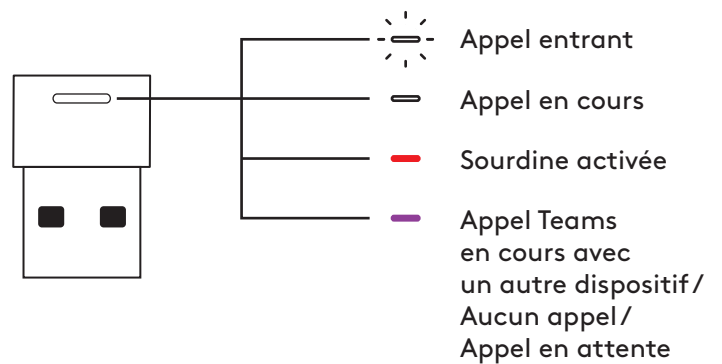 Appel entrant
Appel en cours
Sourdine activée
Appel Teams
en cours avec
un autre dispositif/
Aucun appel/
Appel en attente